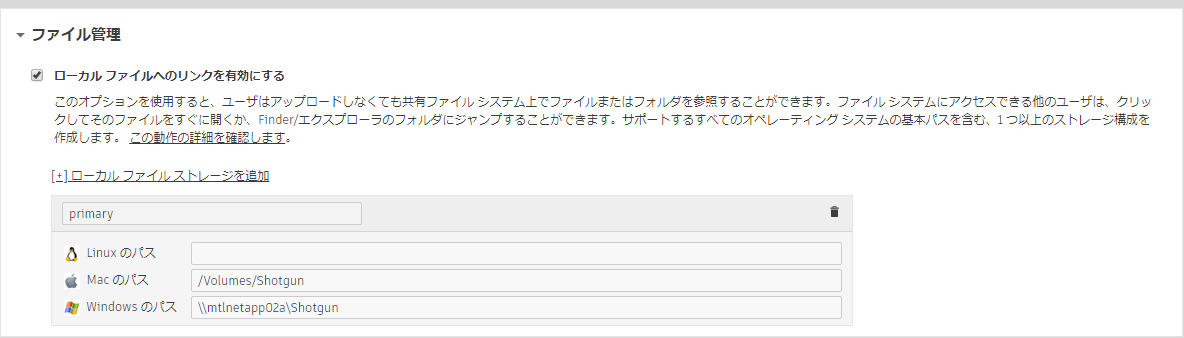 ファイル管理
ローカル ファイルへのリンクを有効にする
このオプションを使用すると、ユーザはアップロードしなくても共有ファイル システム上でファイルまたはフォルダを参照することができます。ファイル システムにアクセスできる他のユーザは、クリッ
クしてそのファイルをすぐに開くか、Finder/エクスプローラのフォルダにジャンプすることができます。サポートするすべてのオペレーティング システムの基本パスを含む、1 つ以上のストレージ構成を
作成します。 この動作の詳細を確認します。
[+] ローカル ファイル ストレージを追加
primary
Linux のパス
Mac のパス /Volumes/Shotgun
Windows のパス \\mtlnetapp02a\Shotgun